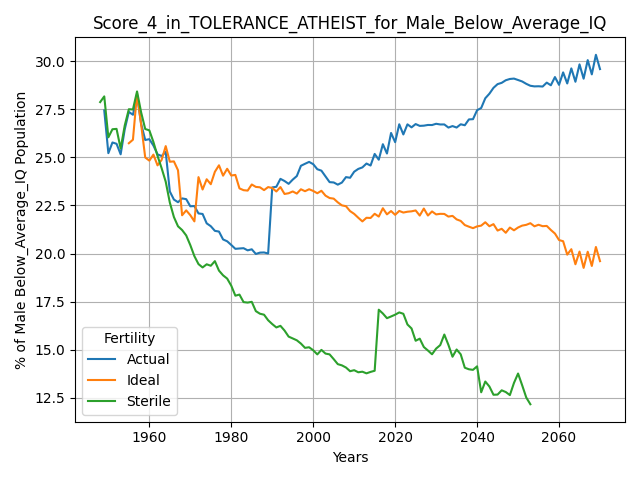 Score_4_in_TOLERANCE_ATHEIST_for_Male_Below_Average_IQ
% of Male Below_Average_IQ Population
30.0
27.5
25.0
22.5
20.0
17.5
15.0
12.5
Fertility
Actual
Ideal
Sterile
1960 1980 2000 2020 2040 2060
Years